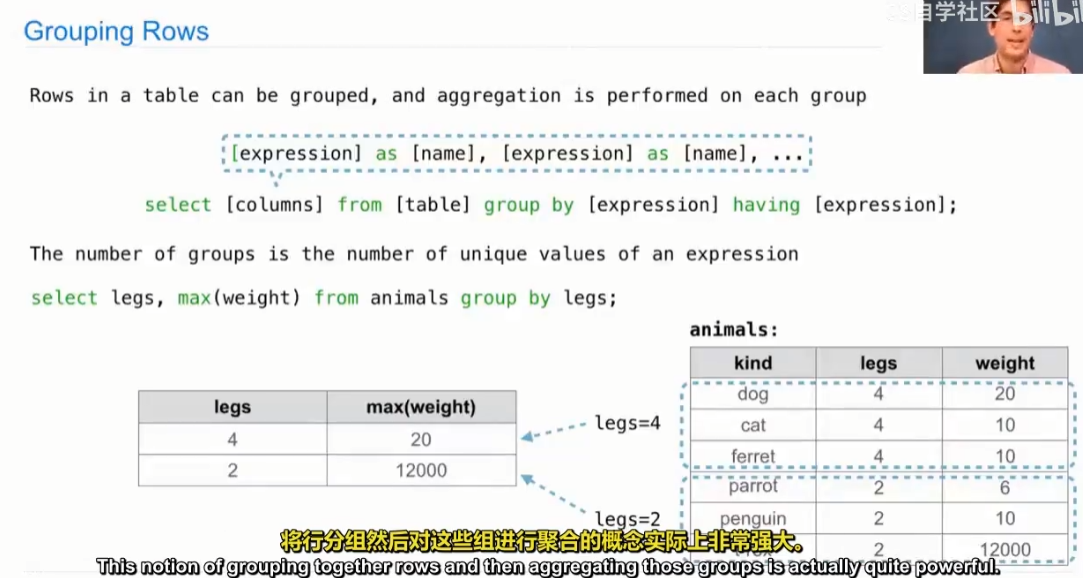 Grouping Rows
自学社区 bilibili
Rows in a table can be grouped, and aggregation is performed on each group
[expression] as [name], [expression] as [name], ...
select [columns] from [table] group by [expression] having [expression];
The number of groups is the number of unique values of an expression
select legs, max(weight) from animals group by legs;
animals:
kind legs weight
dog 4 20
cat 4 10
ferret 4 10
parrot 2 6
penguin 2 10
2 12000
legs max(weight)
4 20
2 12000
legs=4
legs=2
将行分组然后对这些组进行聚合的概念实际上非常强大。
This notion of grouping together rows and then aggregating those groups is actually quite powerful.